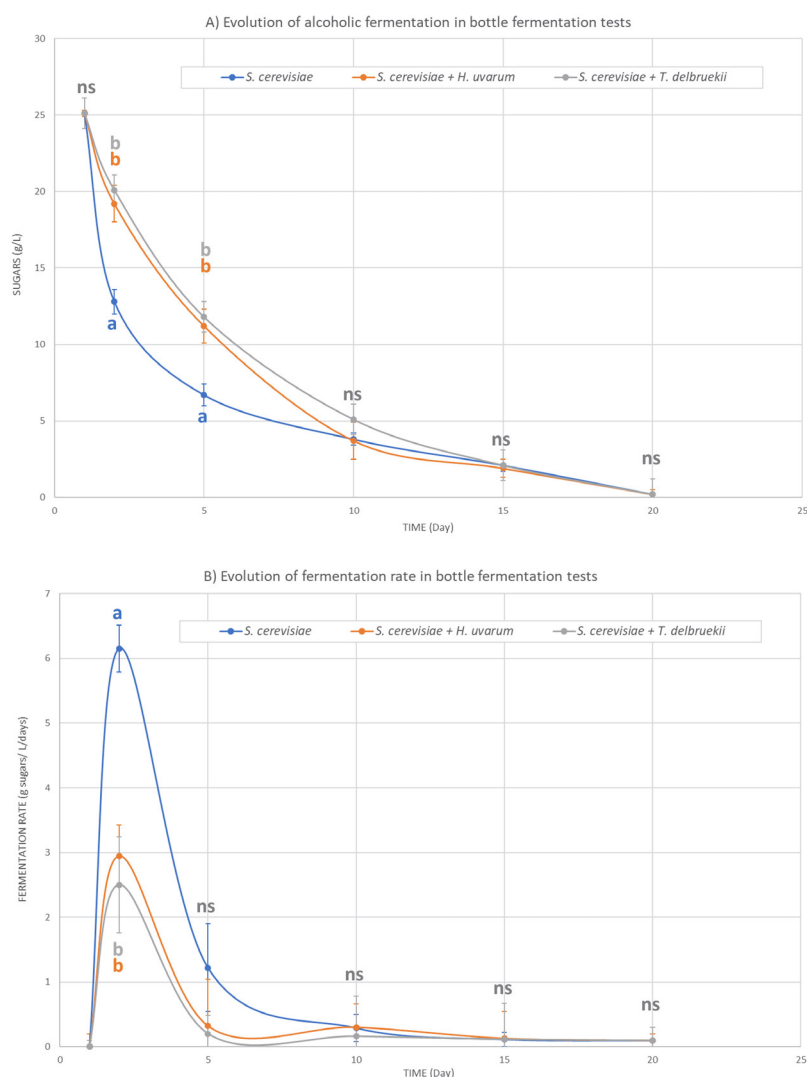 A) Evolution of alcoholic fermentation in bottle fermentation tests
30
S. cerevisiae S. cerevisiae + H. uvarum S. cerevisiae + T. delbruekii
ns
25
b
b
20
SUGARS (g/L)
b
15
b
a
10
ns
5
a
ns
ns
0
0 5 10 15 20 25
TIME (Day)
B) Evolution of fermentation rate in bottle fermentation tests
7
a
S. cerevisiae S. cerevisiae + H. uvarum S. cerevisiae + T. delbruekii
6
5
4
FERMENTATION RATE (g sugars/ L/days)
3
ns
2
b
b
ns
ns
ns
1
0
0 5 10 15 20 25
TIME (Day)